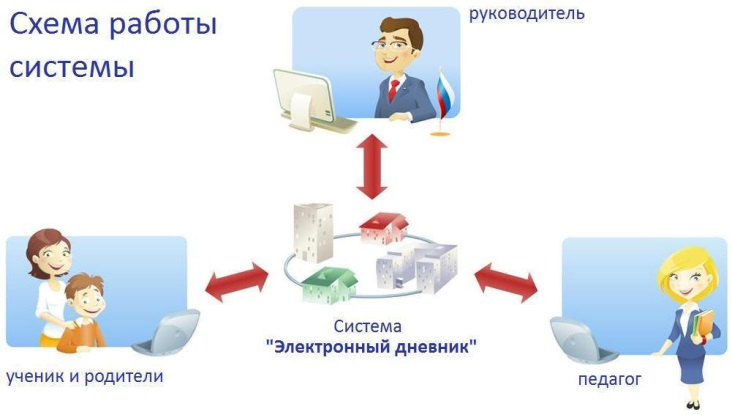 Схема работы
системы
руководитель
Система
"Электронный дневник"
ученик и родители
педагог